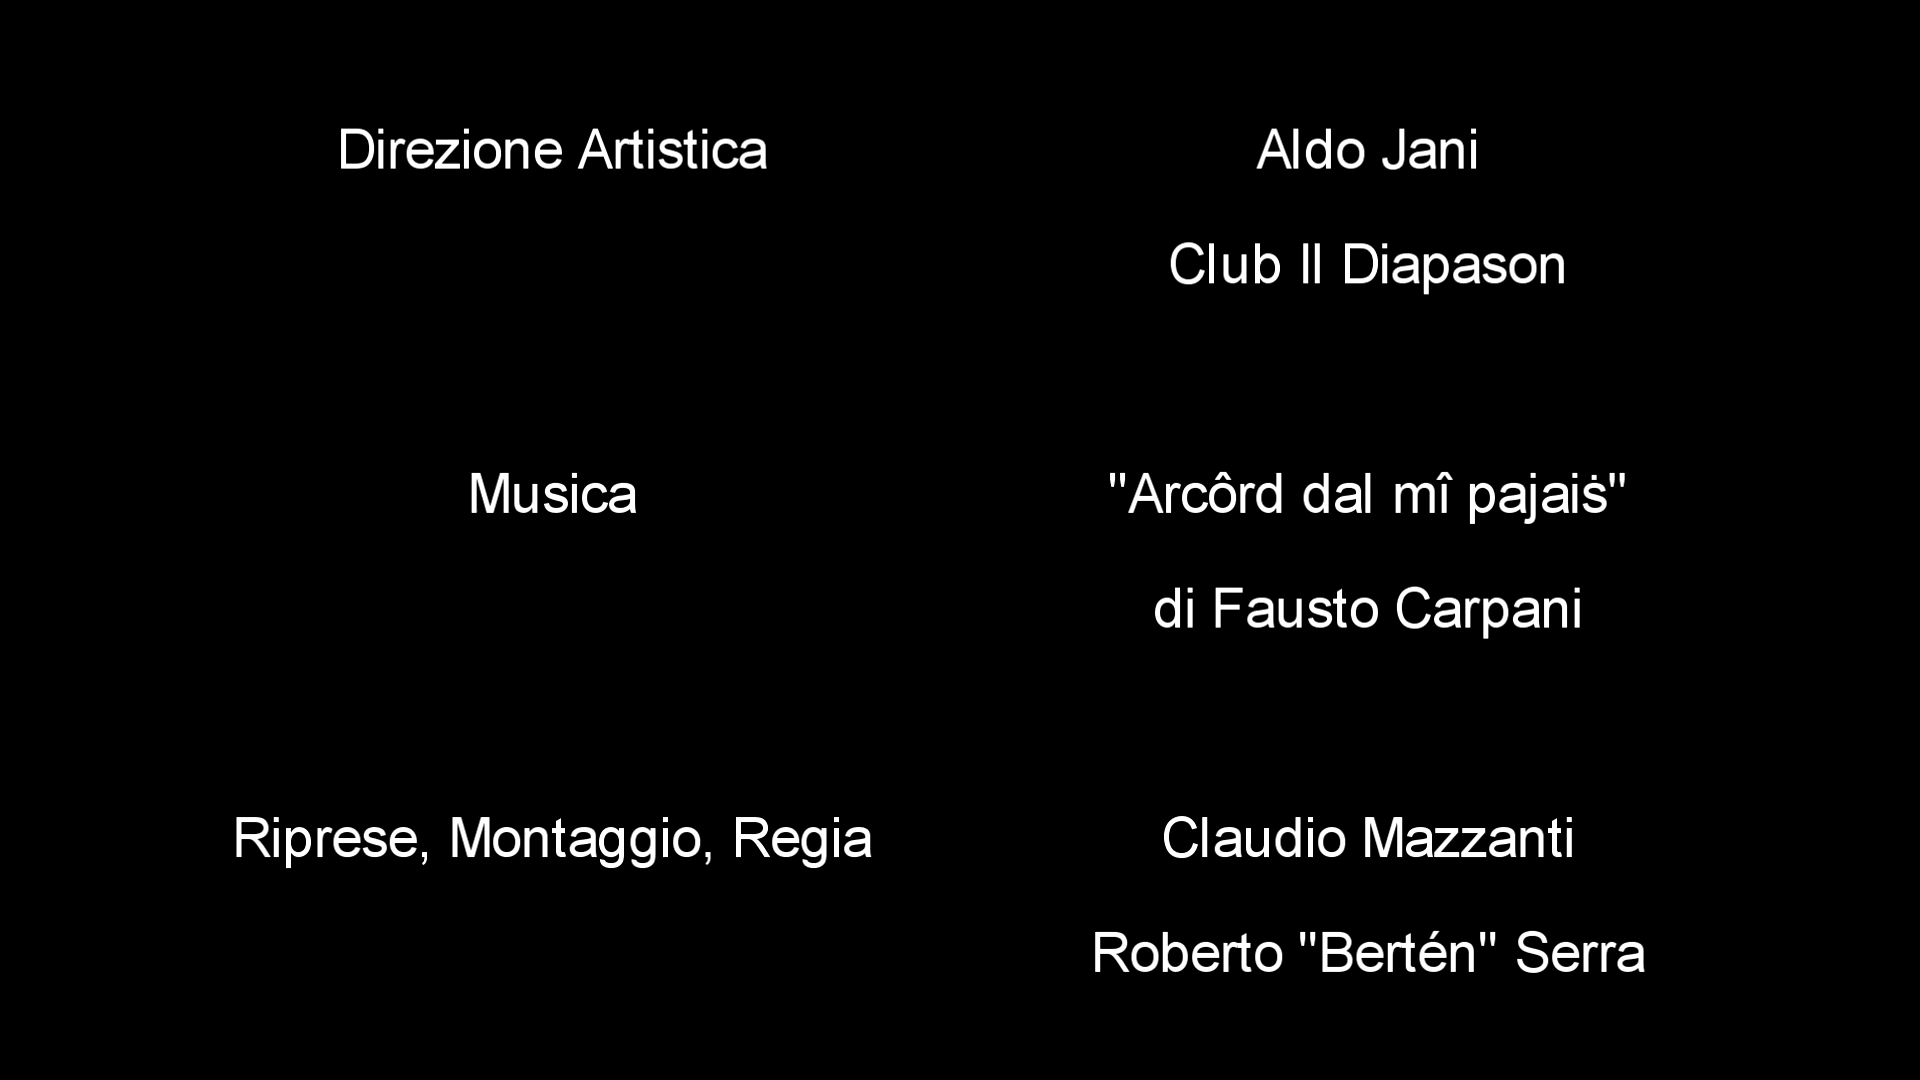 Direzione Artistica
Aldo Jani
Club Il Diapason
Musica
"Arcôrd dal mî pajaiṡ"
di Fausto Carpani
Riprese, Montaggio, Regia
Claudio Mazzanti
Roberto "Bertén" Serra